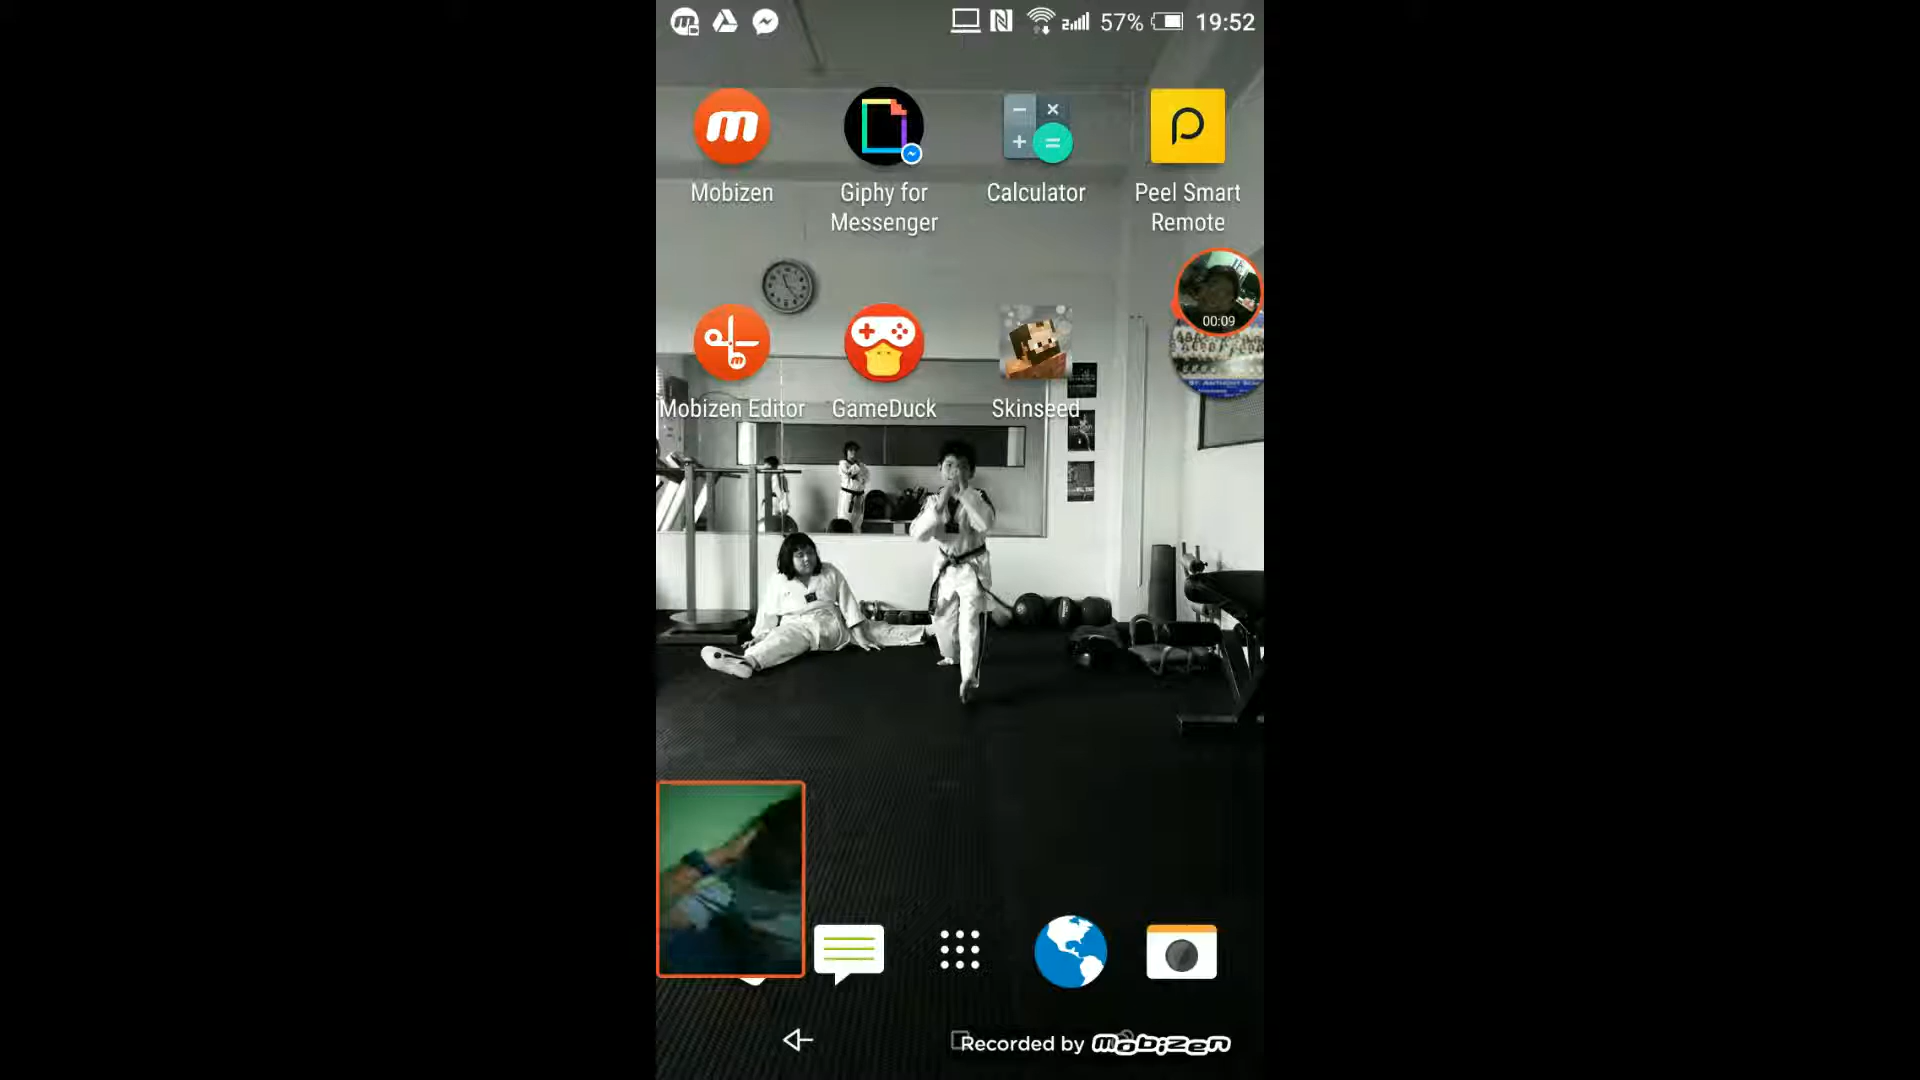 57% 19:52
Mobizen
Giphy for
Messenger
Calculator
Peel Smart
Remote
00:09
Mobizen Editor
GameDuck
Skinseed
Recorded by mobizen